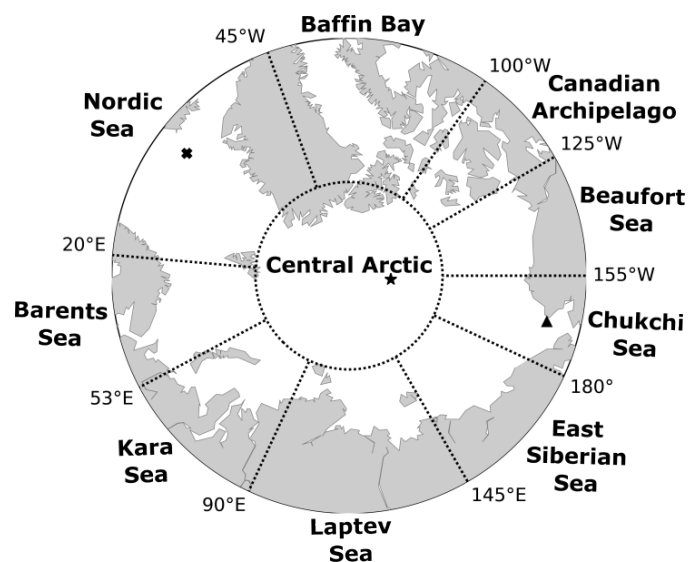 Baffin Bay
45°W
100°W
Canadian
Archipelago
Nordic
Sea
125°W
Beaufort
Sea
20°E
Central Arctic
155°W
Barents
Sea
Chukchi
Sea
53°E
180°
Kara
Sea
East
Siberian
Sea
90°E
145°E
Laptev
Sea